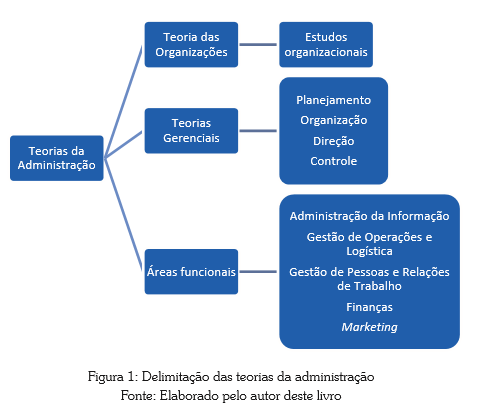 Teorias da
Administração
Teoria das
Organizações
Estudos
organizacionais
Teorias
Gerenciais
Planejamento
Organização
Direção
Controle
Áreas funcionais
Administração da Informação
Gestão de Operações e
Logística
Gestão de Pessoas e Relações
de Trabalho
Finanças
Marketing
Figura 1: Delimitação das teorias da administração
Fonte: Elaborado pelo autor deste livro